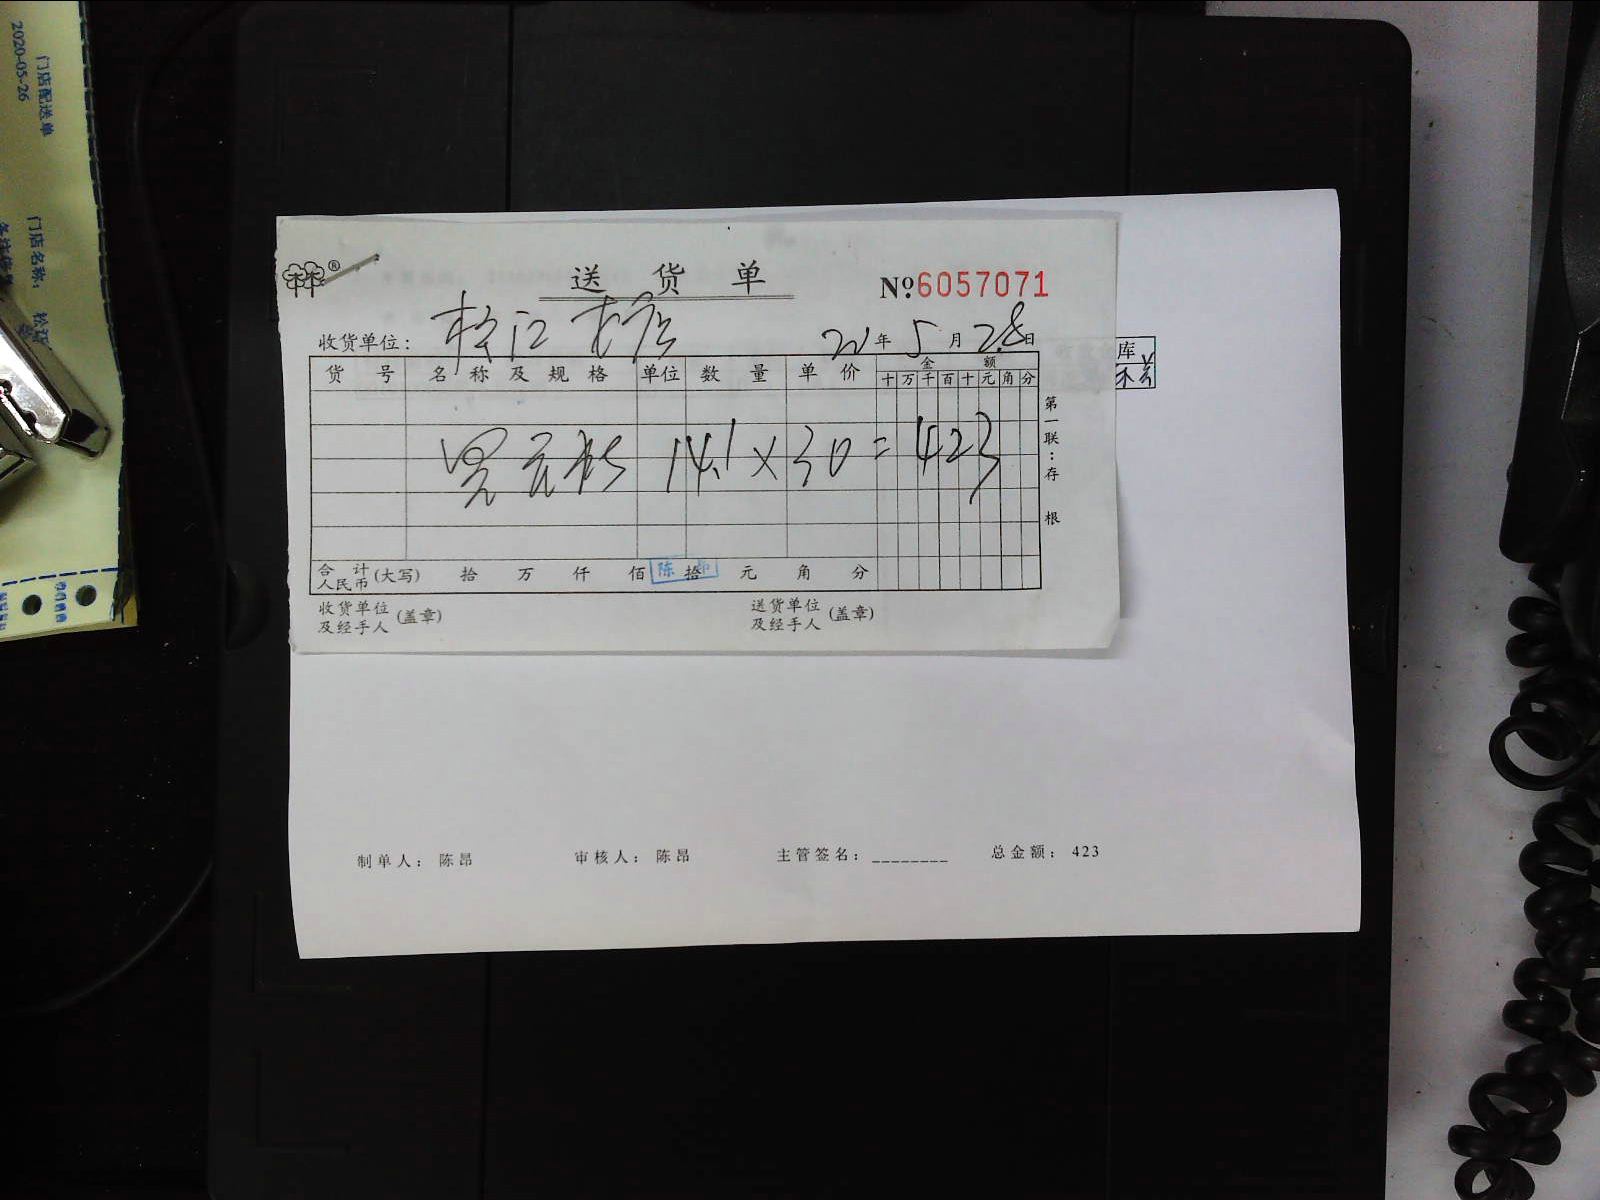 门店配送单
2020-05-26
门店名称:
送货单
®
№6057071
收货单位: 松江 年 5 月 28 日
货号 名称及规格 单位 数量 单价 金额
十 万 千 百 十 元 角 分
14.1 × 30 = 423
第一联:存根
合计人民币(大写) 拾 万 仟 佰 拾 元 角 分
陈昂
收货单位及经手人(盖章) 送货单位及经手人(盖章)
库
制单人: 陈昂 审核人: 陈昂 主管签名: ________ 总金额: 423